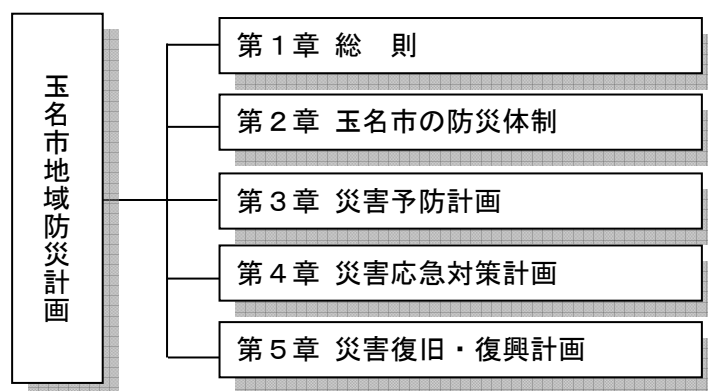 玉名市地域防災計画
第１章 総　則
第２章 玉名市の防災体制
第３章 災害予防計画
第４章 災害応急対策計画
第５章 災害復旧・復興計画